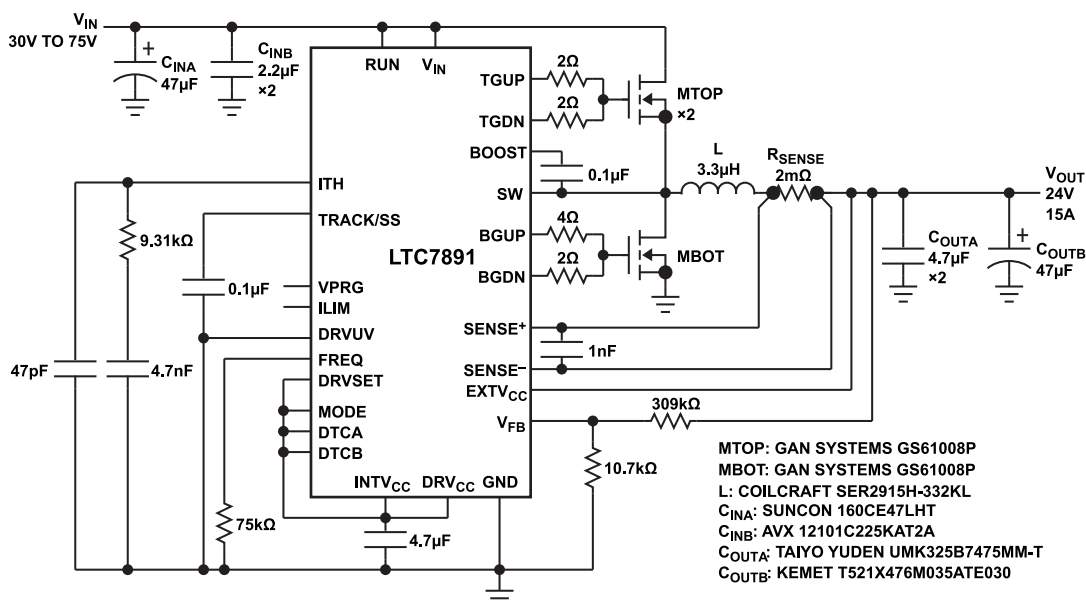 VIN
30V TO 75V
CINA
47µF
+
CINB
2.2µF
×2
RUN
VIN
TGUP
2Ω
MTOP
×2
TGDN
2Ω
BOOST
0.1µF
SW
L
3.3µH
RSENSE
2mΩ
VOUT
24V
15A
ITH
TRACK/SS
9.31kΩ
LTC7891
BGUP
4Ω
BGDN
2Ω
MBOT
COUTA
4.7µF
×2
+
COUTB
47µF
0.1µF
VPRG
ILIM
DRVUV
FREQ
DRVSET
MODE
DTCA
DTCB
47pF
4.7nF
SENSE+
1nF
SENSE–
EXTVCC
VFB
309kΩ
10.7kΩ
INTVCC
DRVCC
GND
75kΩ
4.7µF
MTOP: GAN SYSTEMS GS61008P
MBOT: GAN SYSTEMS GS61008P
L: COILCRAFT SER2915H-332KL
CINA: SUNCON 160CE47LHT
CINB: AVX 12101C225KAT2A
COUTA: TAIYO YUDEN UMK325B7475MM-T
COUTB: KEMET T521X476M035ATE030